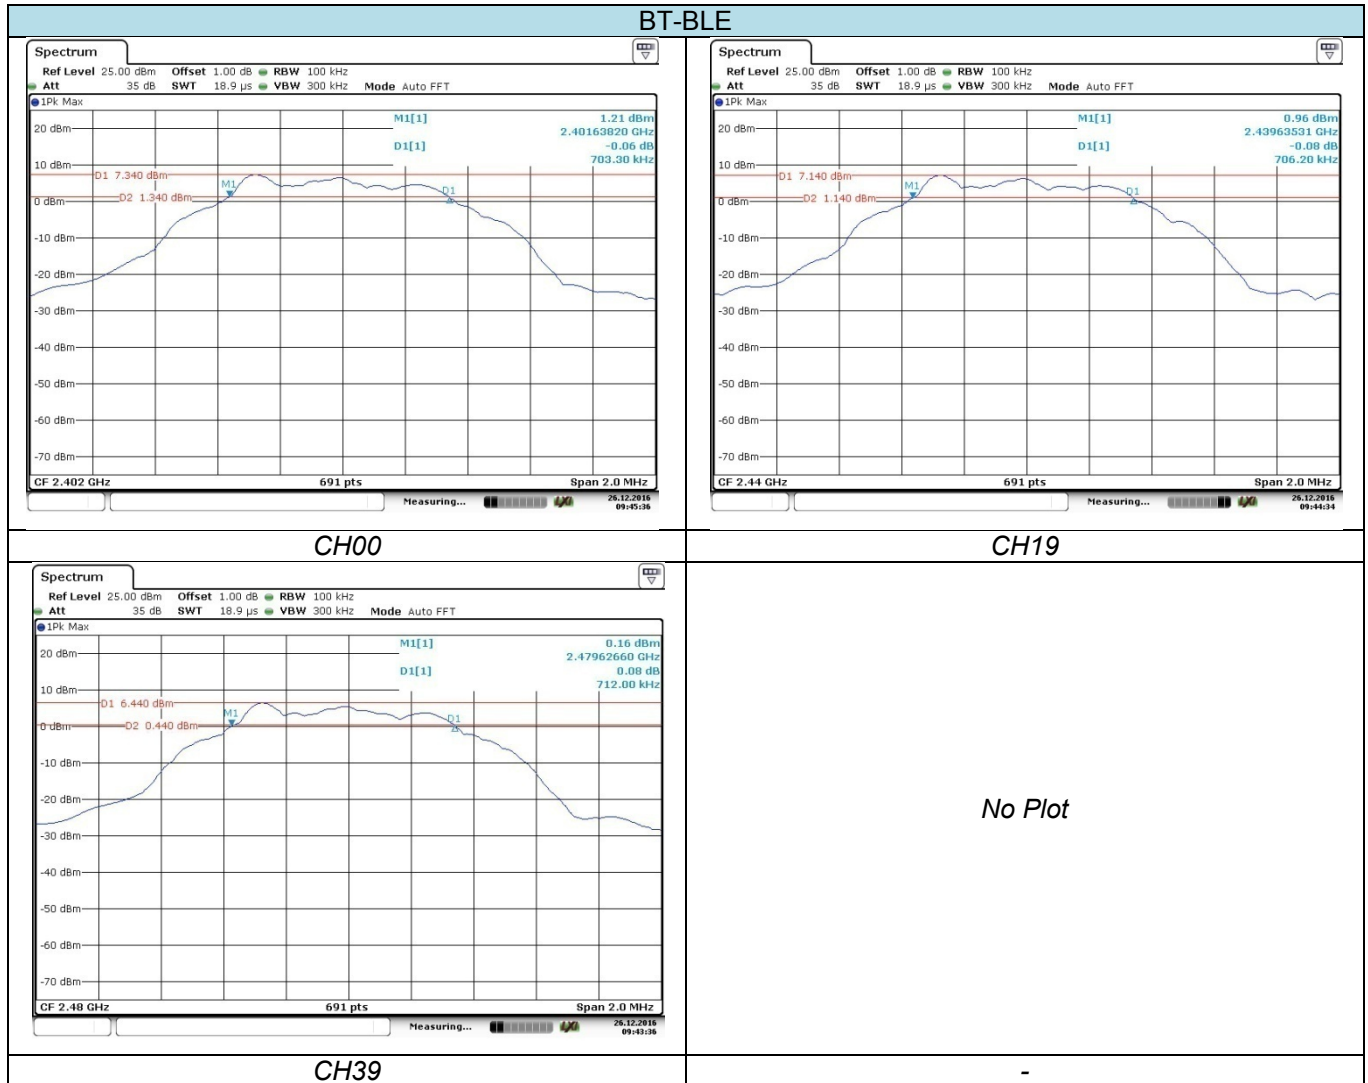 BT-BLE
Spectrum
Ref Level 25.00 dBm Offset 1.00 dB RBW 100 kHz
Att 35 dB SWT 18.9 µs VBW 300 kHz Mode Auto FFT
1Pk Max
M1[1] 1.21 dBm
2.40163820 GHz
D1[1] -0.06 dB
703.30 kHz
20 dBm
10 dBm
D1 7.340 dBm
M1
D1
D2 1.340 dBm
0 dBm
-10 dBm
-20 dBm
-30 dBm
-40 dBm
-50 dBm
-60 dBm
-70 dBm
CF 2.402 GHz 691 pts Span 2.0 MHz
Measuring... 26.12.2016
09:45:36
CH00
Spectrum
Ref Level 25.00 dBm Offset 1.00 dB RBW 100 kHz
Att 35 dB SWT 18.9 µs VBW 300 kHz Mode Auto FFT
1Pk Max
M1[1] 0.96 dBm
2.43963531 GHz
D1[1] -0.08 dB
706.20 kHz
20 dBm
10 dBm
D1 7.140 dBm
M1
D1
D2 1.140 dBm
0 dBm
-10 dBm
-20 dBm
-30 dBm
-40 dBm
-50 dBm
-60 dBm
-70 dBm
CF 2.44 GHz 691 pts Span 2.0 MHz
Measuring... 26.12.2016
09:44:34
CH19
Spectrum
Ref Level 25.00 dBm Offset 1.00 dB RBW 100 kHz
Att 35 dB SWT 18.9 µs VBW 300 kHz Mode Auto FFT
1Pk Max
M1[1] 0.16 dBm
2.47962660 GHz
D1[1] 0.08 dB
712.00 kHz
20 dBm
10 dBm
D1 6.440 dBm
M1
D1
D2 0.440 dBm
0 dBm
-10 dBm
-20 dBm
-30 dBm
-40 dBm
-50 dBm
-60 dBm
-70 dBm
CF 2.48 GHz 691 pts Span 2.0 MHz
Measuring... 26.12.2016
09:43:36
CH39
No Plot
-